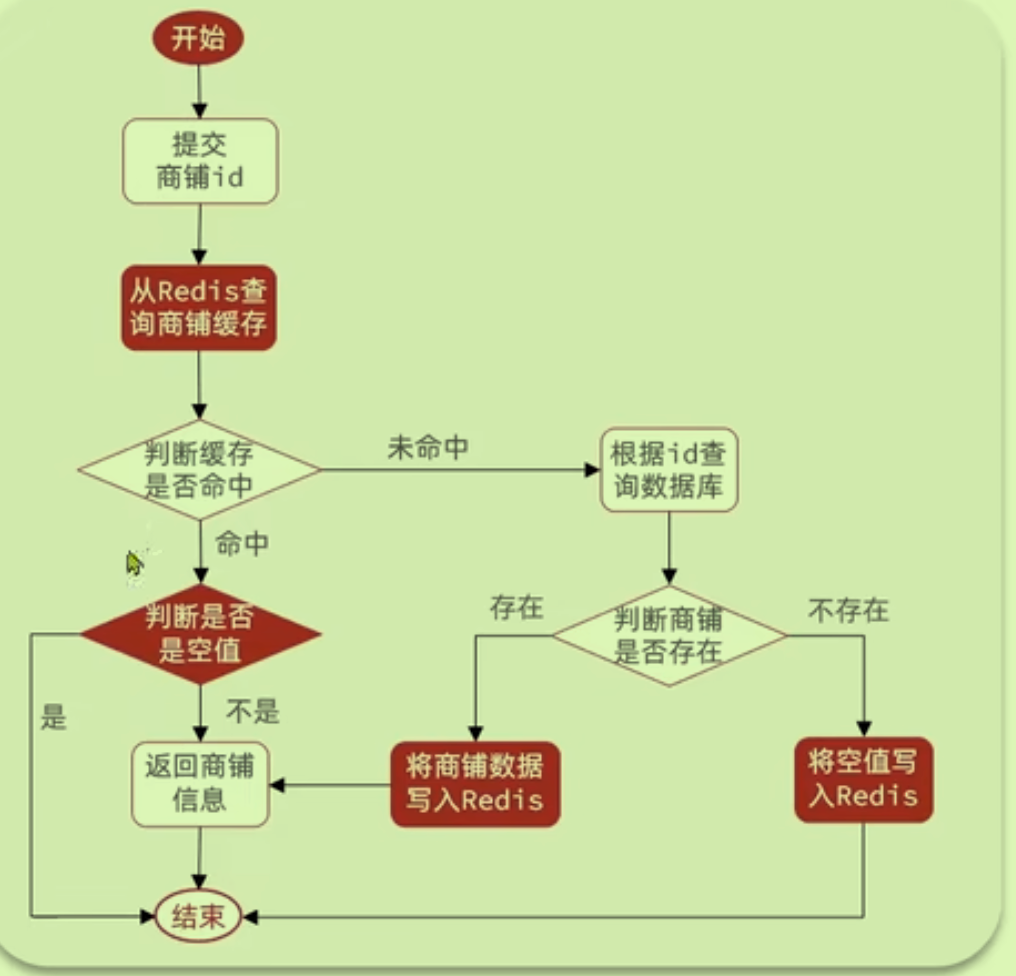 开始
提交
商铺id
从Redis查
询商铺缓存
判断缓存
是否命中
未命中
根据id查
询数据库
命中
判断是否
是空值
存在
判断商铺
是否存在
不存在
是
不是
返回商铺
信息
将商铺数据
写入Redis
将空值写
入Redis
结束